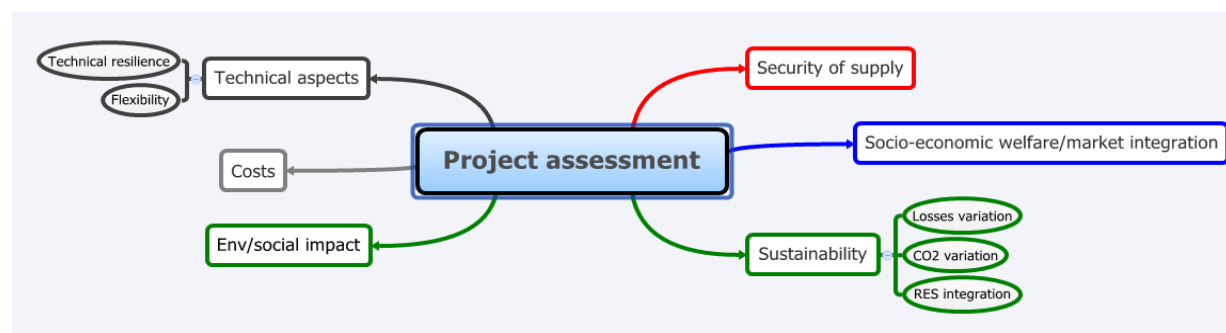 Technical resilience
Flexibility
Technical aspects
Costs
Env/social impact
Project assessment
Security of supply
Socio-economic welfare/market integration
Sustainability
Losses variation
CO2 variation
RES integration